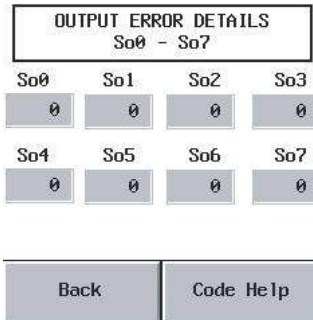 OUTPUT ERROR DETAILS
So0 - So7
So0 So1 So2 So3
0 0 0 0
So4 So5 So6 So7
0 0 0 0
Back Code Help